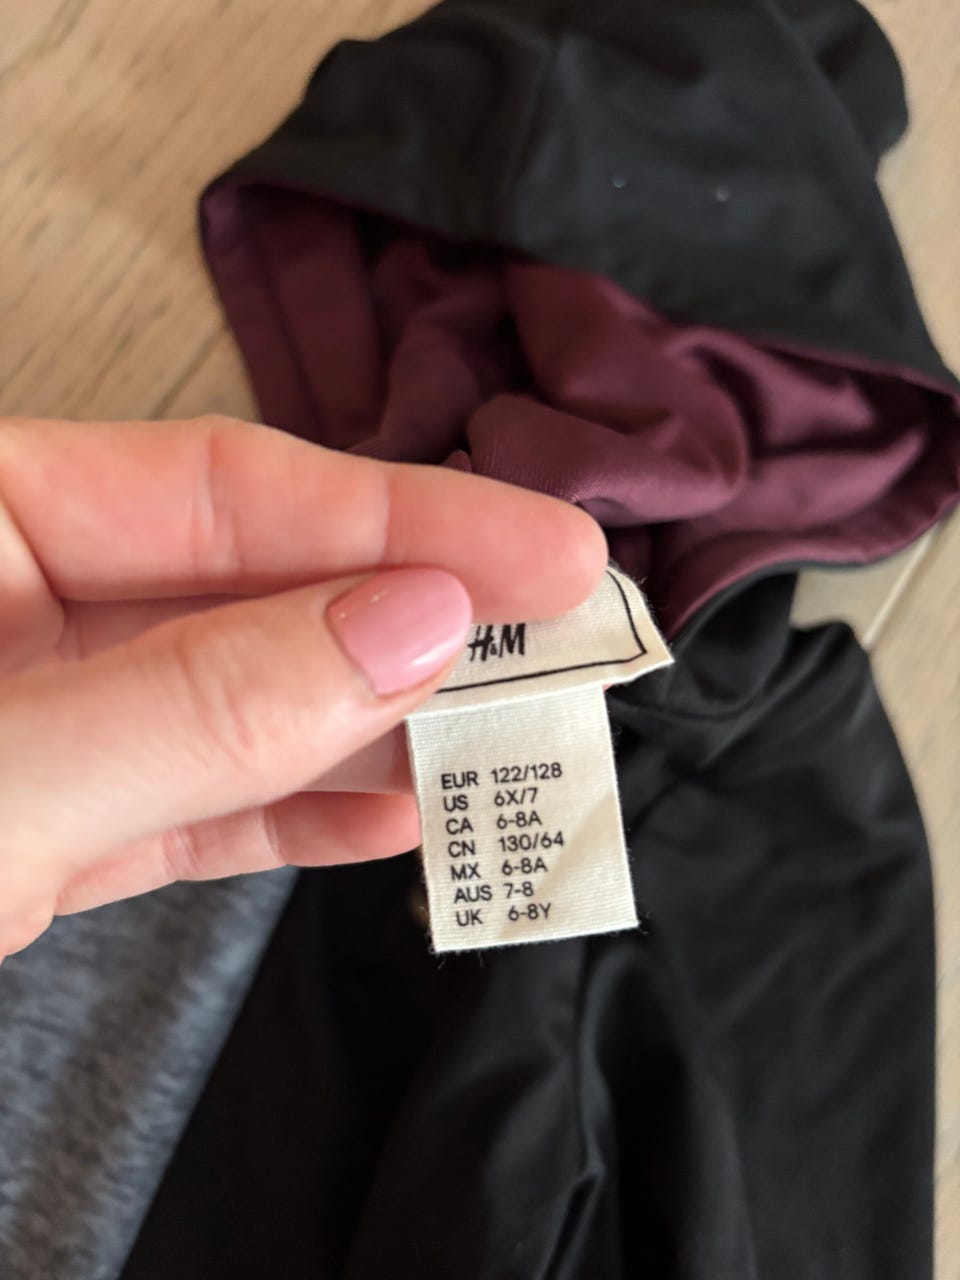 H&M
EUR 122/128
US 6X/7
CA 6-8A
CN 130/64
MX 6-8A
AUS 7-8
UK 6-8Y